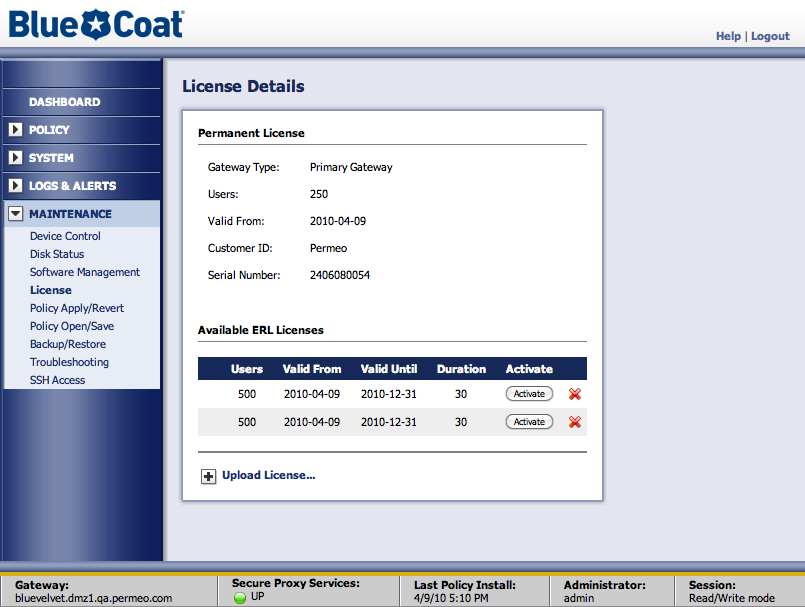 Blue Coat
Help | Logout
License Details
DASHBOARD
POLICY
SYSTEM
LOGS & ALERTS
MAINTENANCE
Device Control
Disk Status
Software Management
License
Policy Apply/Revert
Policy Open/Save
Backup/Restore
Troubleshooting
SSH Access
Permanent License
Gateway Type: Primary Gateway
Users: 250
Valid From: 2010-04-09
Customer ID: Permeo
Serial Number: 2406080054
Available ERL Licenses
Users Valid From Valid Until Duration Activate
500 2010-04-09 2010-12-31 30 Activate
500 2010-04-09 2010-12-31 30 Activate
Upload License...
Gateway:
bluevelvet.dmz1.qa.permeo.com
Secure Proxy Services:
UP
Last Policy Install:
4/9/10 5:10 PM
Administrator:
admin
Session:
Read/Write mode